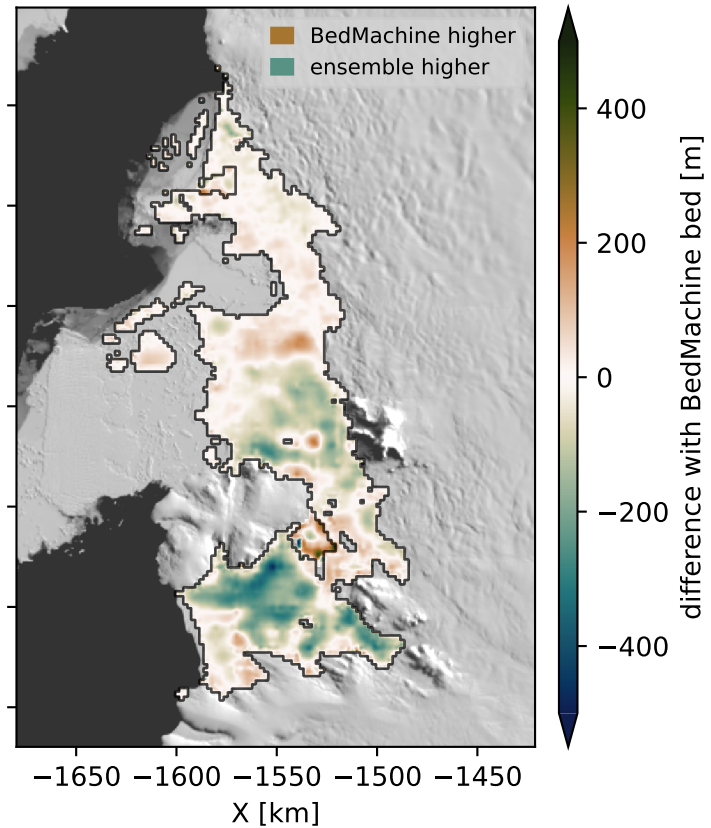 BedMachine higher
ensemble higher
400
200
0
−200
−400
difference with BedMachine bed [m]
−1650 −1600 −1550 −1500 −1450
X [km]